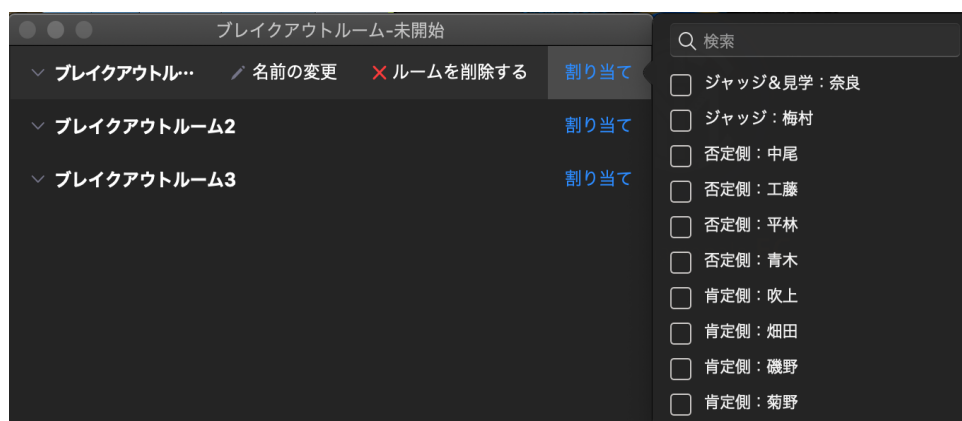 ブレイクアウトルーム-未開始
ブレイクアウトル… 名前の変更 ルームを削除する 割り当て
ブレイクアウトルーム2 割り当て
ブレイクアウトルーム3 割り当て
検索
ジャッジ&見学：奈良
ジャッジ：梅村
否定側：中尾
否定側：工藤
否定側：平林
否定側：青木
肯定側：吹上
肯定側：畑田
肯定側：磯野
肯定側：菊野